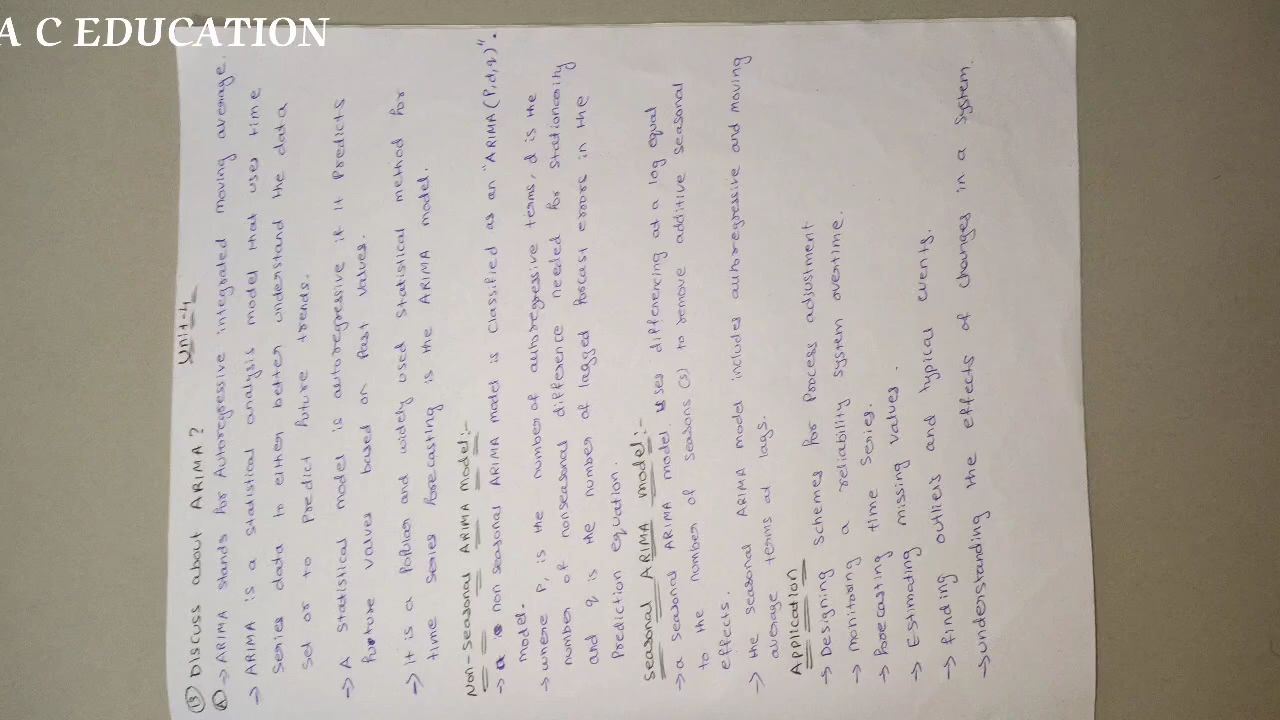 A C EDUCATION
Unit-4
(13) Discuss about ARIMA?
(A) → ARIMA stands for Autoregressive integrated moving average.
→ ARIMA is a statistical analysis model that uses time
series data to either better understand the data
set or to predict future trends.
→ A statistical model is autoregressive if it predicts
furture values based on past values.
→ It is a popular and widely used statistical method for
time series forecasting is the ARIMA model.
Non-seasonal ARIMA model:-
→ a non seasonal ARIMA model is classified as an "ARIMA (P,d,q)".
model.
→ where P, is the number of autoregressive terms, d is the
number of nonseasonal difference needed for stationarity
and q is the number of lagged forcast errors in the
prediction equation.
seasonal ARIMA model:-
→ a seasonal ARIMA model uses differencing at a log equal
to the number of seasons (s) to remove additive seasonal
effects.
→ the seasonal ARIMA model includes autoregressive and moving
average terms at lags.
Application
→ Designing schemes for process adjustment
→ monitoring a reliability system overtime.
→ forecasting time series.
→ Estimating missing values.
→ finding outliers and typical events.
→ understanding the effects of changes in a system.